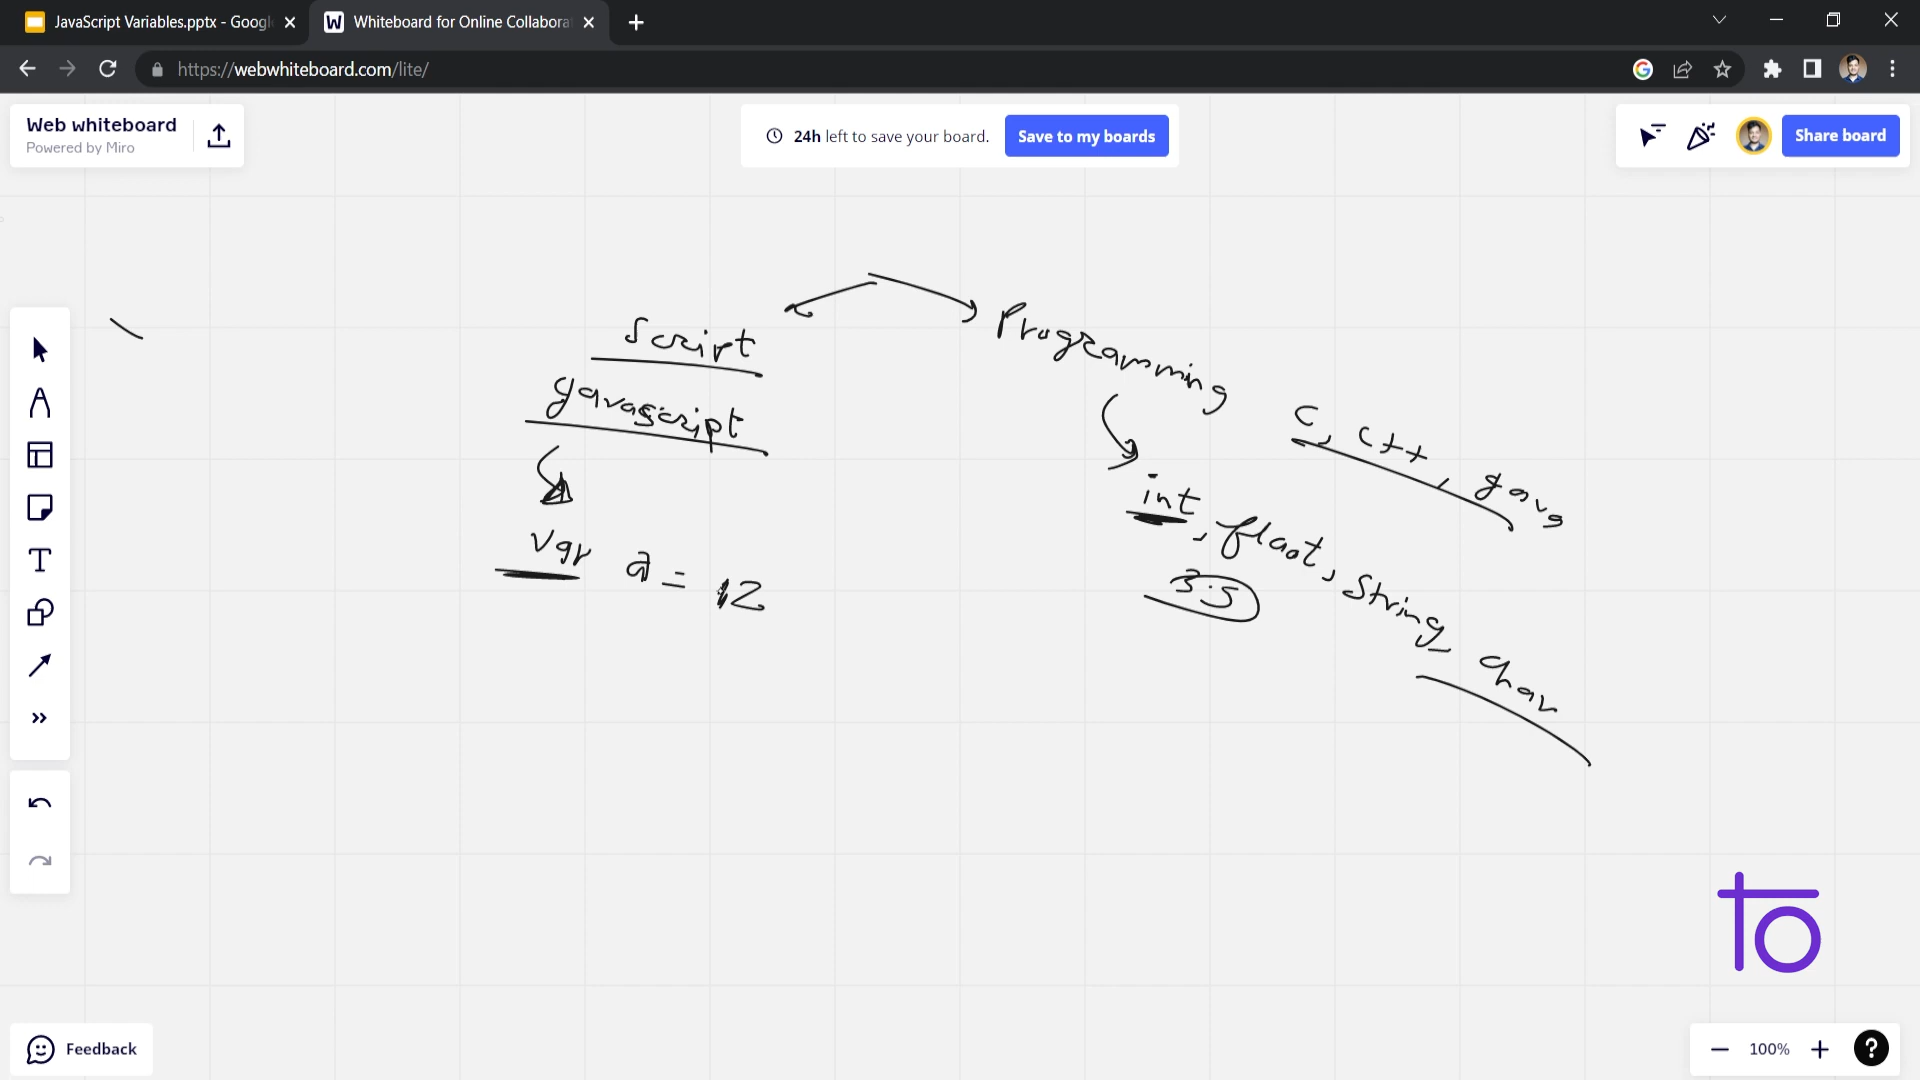 JavaScript Variables.pptx - Googl
Whiteboard for Online Collabora
https://webwhiteboard.com/lite/
Web whiteboard
Powered by Miro
24h left to save your board.
Save to my boards
Share board
Script
Programming
Javascript
C, C++, Java
var a = 12
int, float, String, char
3.5
to
Feedback
100%